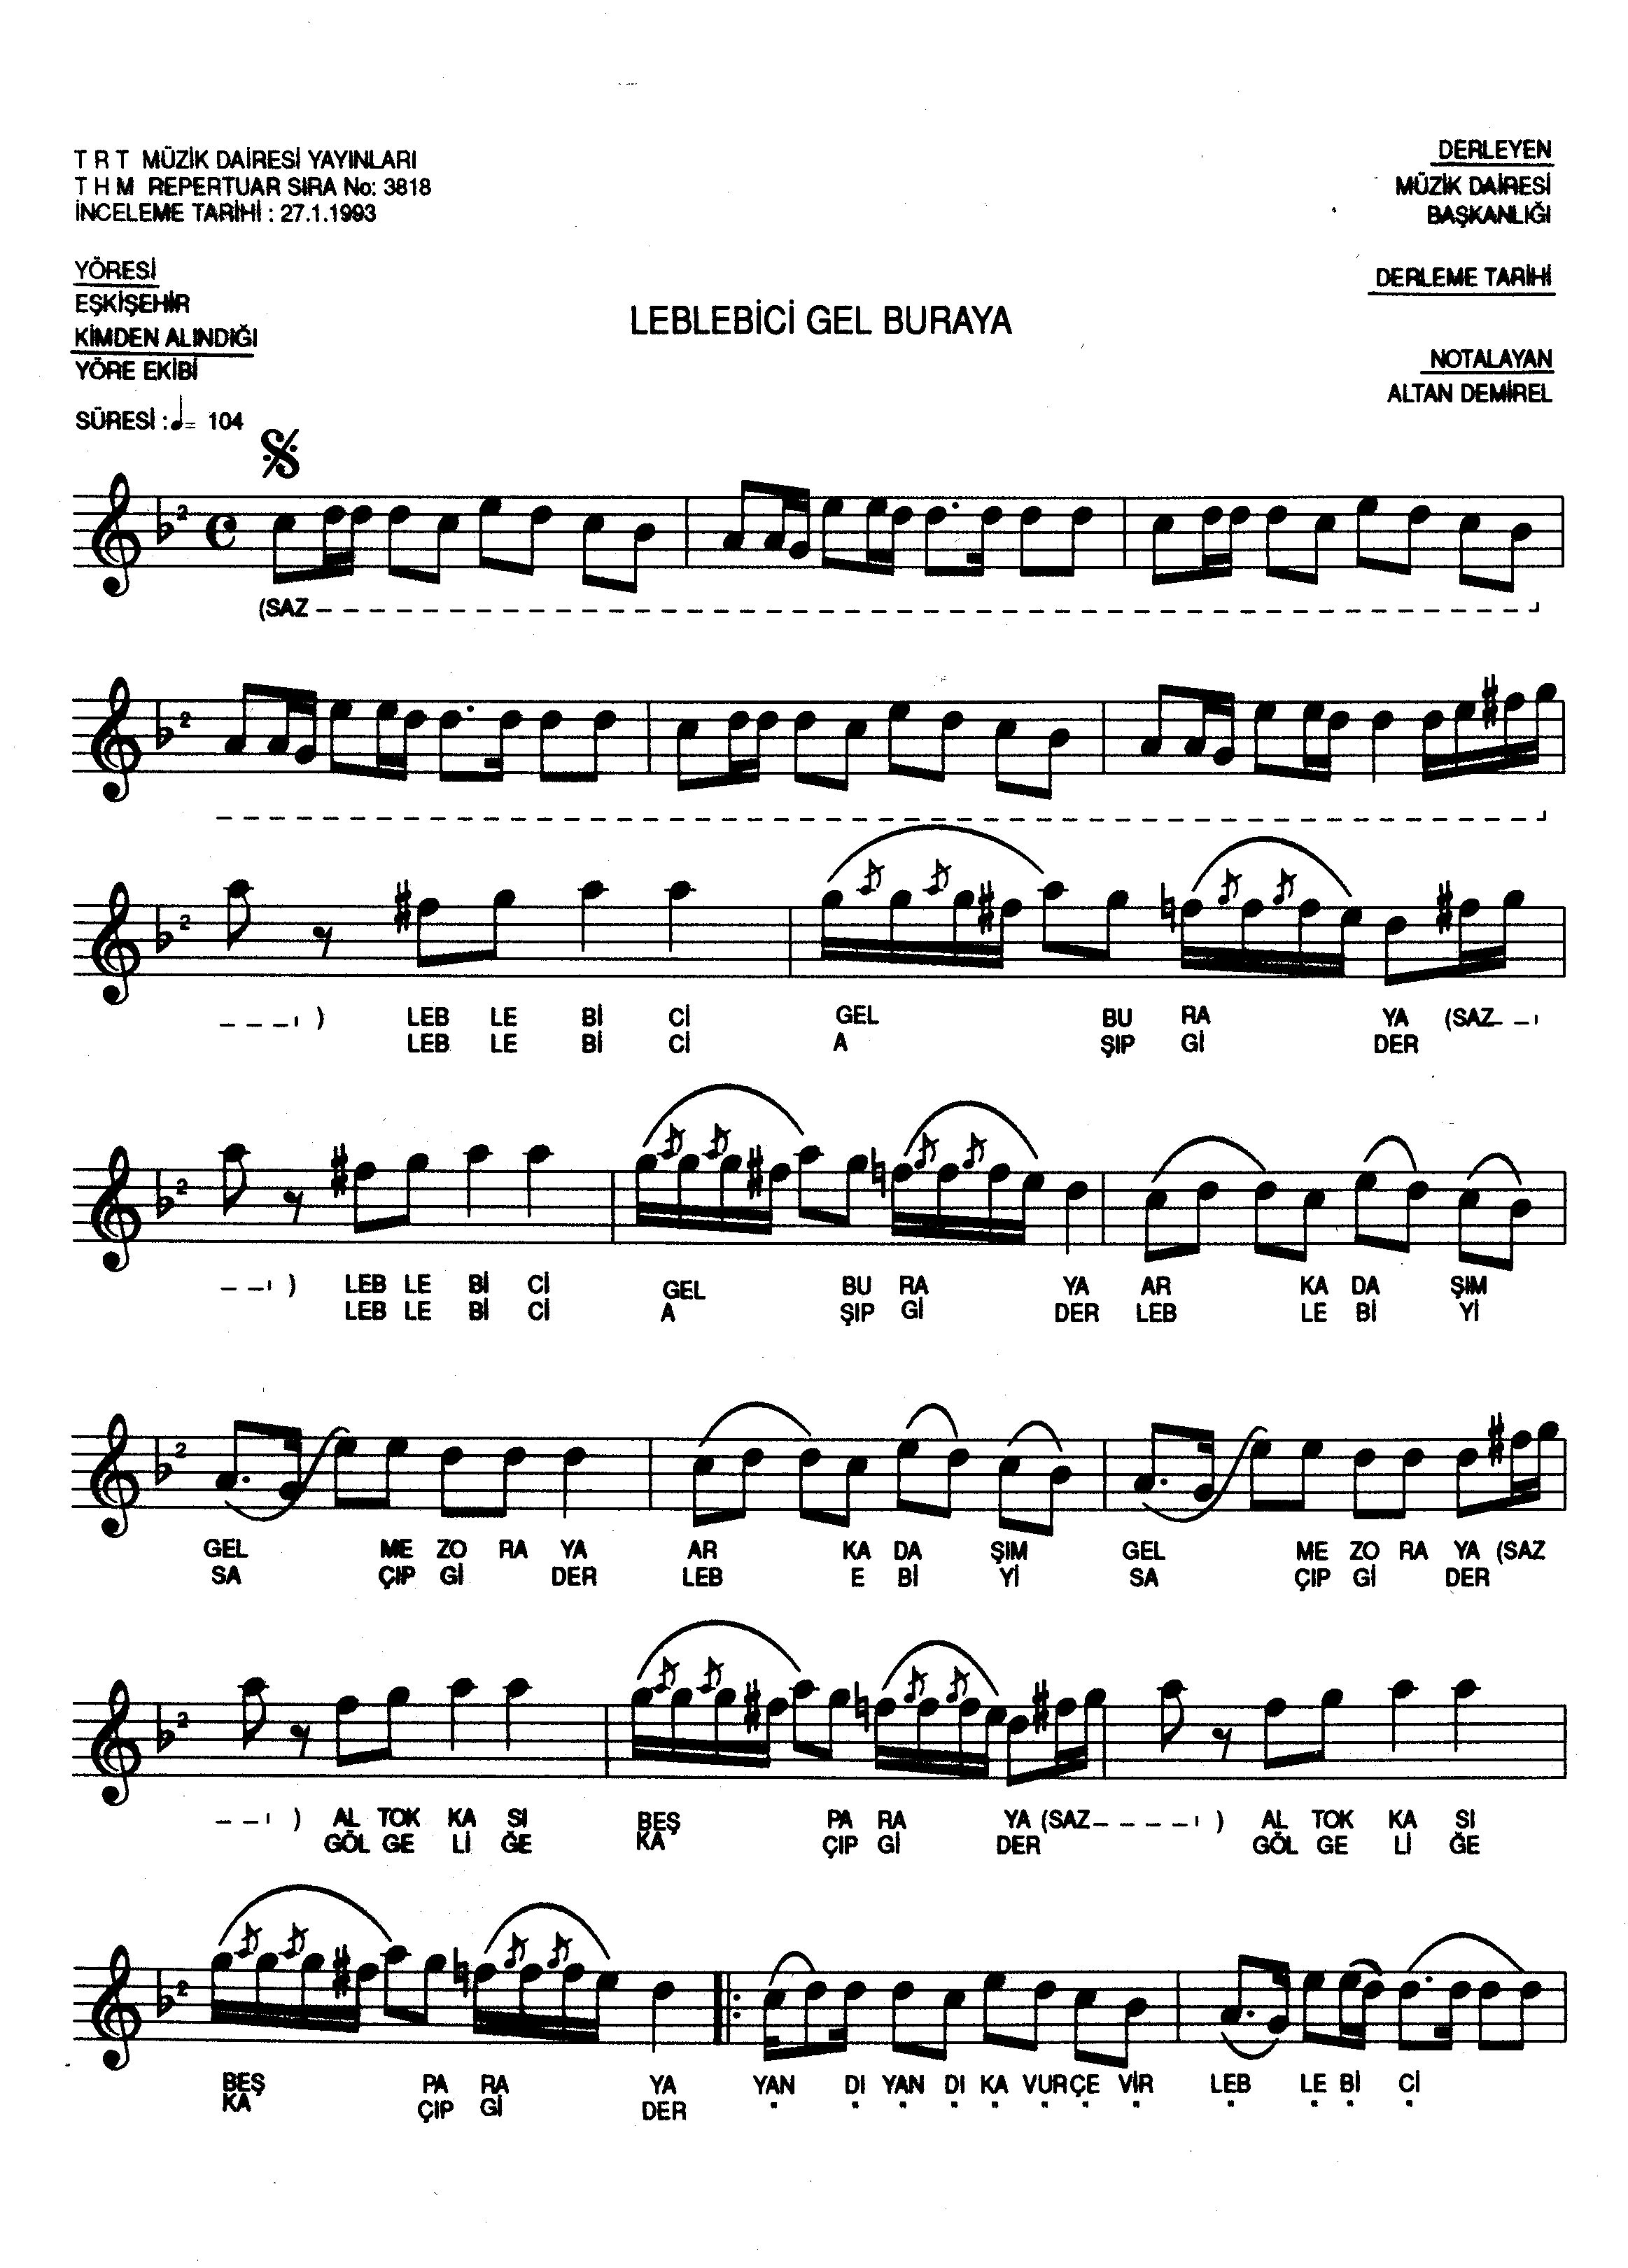 T R T MÜZİK DAİRESİ YAYINLARI
T H M REPERTUAR SIRA No: 3818
İNCELEME TARİHİ : 27.1.1993
DERLEYEN
MÜZİK DAİRESİ
BAŞKANLIĞI
YÖRESİ
EŞKİŞEHİR
KİMDEN ALINDIĞI
YÖRE EKİBİ
SÜRESİ : ♩= 104
LEBLEBİCİ GEL BURAYA
DERLEME TARİHİ
NOTALAYAN
ALTAN DEMİREL
(SAZ
) LEB LE Bİ Cİ GEL BU RA YA (SAZ
LEB LE Bİ Cİ A ŞIP Gİ DER
) LEB LE Bİ Cİ GEL BU RA YA AR KA DA ŞIM
LEB LE Bİ Cİ A ŞIP Gİ DER LEB LE Bİ Yİ
GEL ME ZO RA YA AR KA DA ŞIM GEL ME ZO RA YA (SAZ
SA ÇIP Gİ DER LEB E Bİ Yİ SA ÇIP Gİ DER
) AL TOK KA SI BEŞ PA RA YA (SAZ ) AL TOK KA SI
GÖL GE Lİ ĞE KA ÇIP Gİ DER GÖL GE Lİ ĞE
BEŞ PA RA YA YAN DI YAN DI KA VUR ÇE VİR LEB LE Bİ Cİ
KA ÇIP Gİ DER " " " " " " " " " " " "